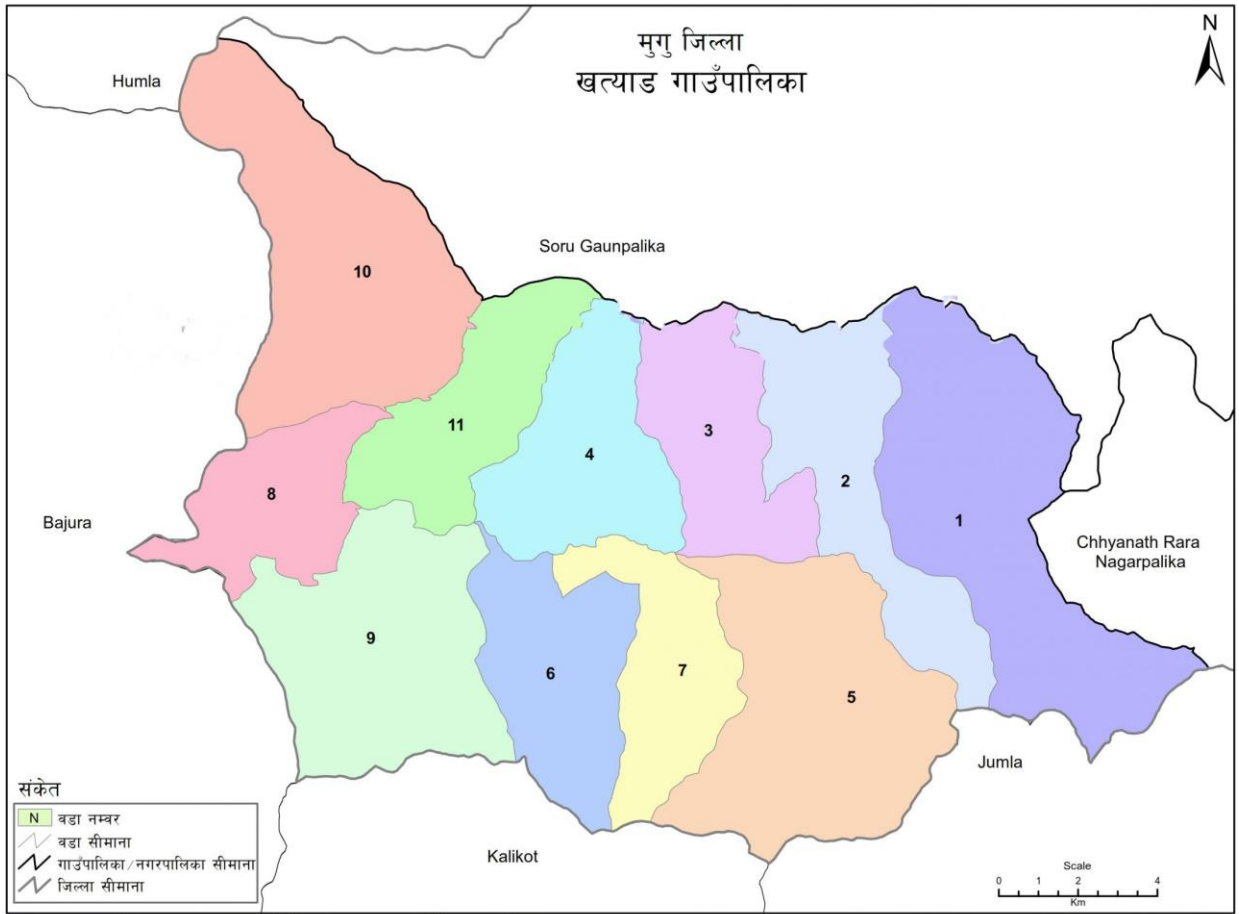 मुगु जिल्ला
खत्याड गाउँपालिका
N
Humla
Soru Gaunpalika
10
11
3
4
2
8
1
Bajura
Chhyanath Rara
Nagarpalika
9
6
7
5
Jumla
Kalikot
संकेत
N वडा नम्वर
वडा सीमाना
गाउँपालिका/नगरपालिका सीमाना
जिल्ला सीमाना
Scale
0 1 2 4
Km